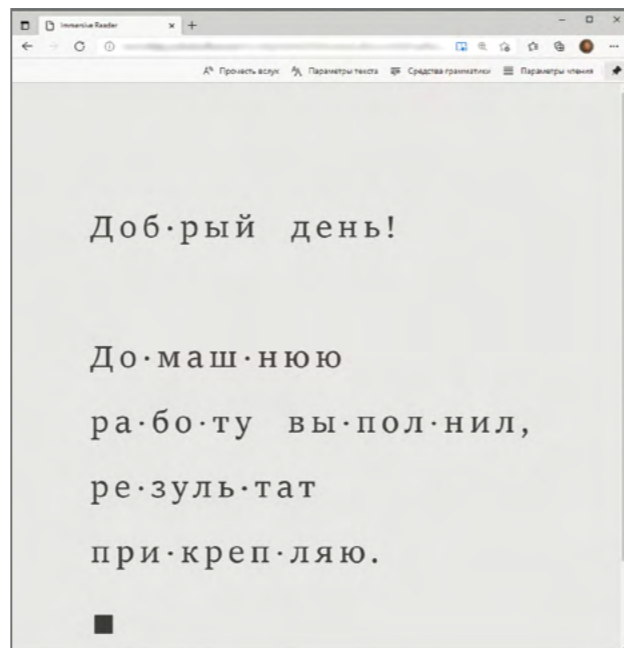 Immersive Reader
Прочесть вслух Параметры текста Средства грамматики Параметры чтения
Доб·рый день!
До·маш·нюю
ра·бо·ту вы·пол·нил,
ре·зуль·тат
при·креп·ляю.